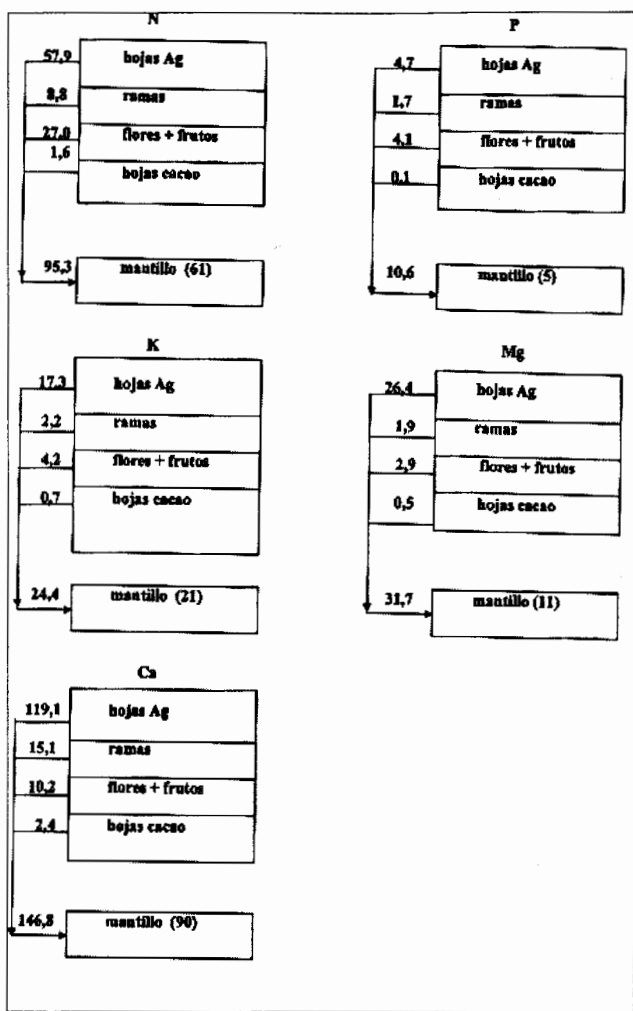 N
57,9 hojas Ag
8,8 ramas
27,0 flores + frutos
1,6 hojas cacao
95,3 mantillo (61)
P
4,7 hojas Ag
1,7 ramas
4,1 flores + frutos
0,1 hojas cacao
10,6 mantillo (5)
K
17,3 hojas Ag
2,2 ramas
4,2 flores + frutos
0,7 hojas cacao
24,4 mantillo (21)
Mg
26,4 hojas Ag
1,9 ramas
2,9 flores + frutos
0,5 hojas cacao
31,7 mantillo (11)
Ca
119,1 hojas Ag
15,1 ramas
10,2 flores + frutos
2,4 hojas cacao
146,8 mantillo (90)